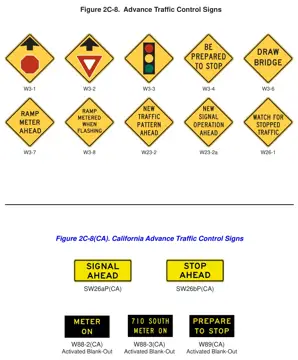 Figure 2C-8. Advance Traffic Control Signs
BE
PREPARED
TO STOP
DRAW
BRIDGE
W3-1
W3-2
W3-3
W3-4
W3-6
RAMP
METER
AHEAD
RAMP
METERED
WHEN
FLASHING
NEW
TRAFFIC
PATTERN
AHEAD
NEW
SIGNAL
OPERATION
AHEAD
WATCH FOR
STOPPED
TRAFFIC
W3-7
W3-8
W23-2
W23-2a
W26-1
Figure 2C-8(CA). California Advance Traffic Control Signs
SIGNAL
AHEAD
STOP
AHEAD
SW26aP(CA)
SW26bP(CA)
METER
ON
710 SOUTH
METER ON
PREPARE
TO STOP
W88-2(CA)
Activated Blank-Out
W88-3(CA)
Activated Blank-Out
W89(CA)
Activated Blank-Out